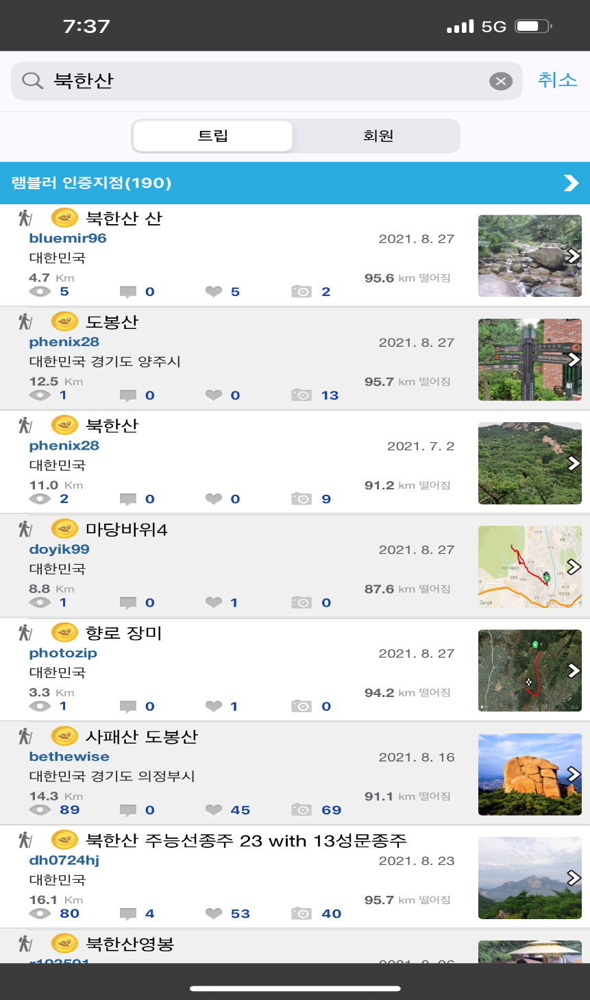 7:37 5G
북한산 취소
트립 회원
램블러 인증지점(190)
북한산 산
bluemir96 2021. 8. 27
대한민국
4.7 Km 95.6 km 떨어짐
5 0 5 2
도봉산
phenix28 2021. 8. 27
대한민국 경기도 양주시
12.5 Km 95.7 km 떨어짐
1 0 0 13
북한산
phenix28 2021. 7. 2
대한민국
11.0 Km 91.2 km 떨어짐
2 0 0 9
마당바위4
doyik99 2021. 8. 27
대한민국
8.8 Km 87.6 km 떨어짐
1 0 1 0
Google
향로 장미
photozip 2021. 8. 27
대한민국
3.3 Km 94.2 km 떨어짐
1 0 1 0
사패산 도봉산
bethewise 2021. 8. 16
대한민국 경기도 의정부시
14.3 Km 91.1 km 떨어짐
89 0 45 69
북한산 주능선종주 23 with 13성문종주
dh0724hj 2021. 8. 23
대한민국
16.1 Km 95.7 km 떨어짐
80 4 53 40
북한산영봉